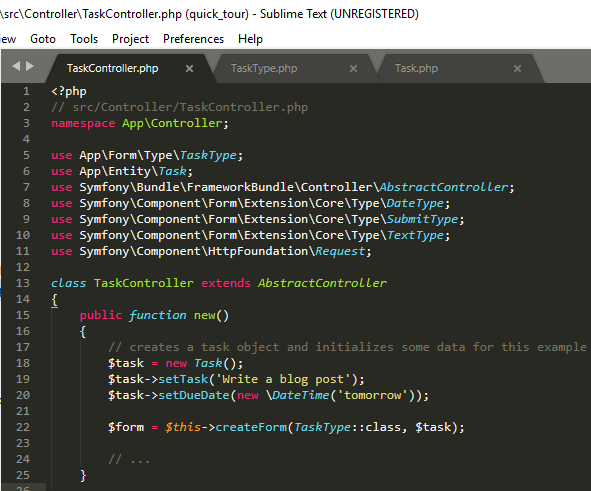 \src\Controller\TaskController.php (quick_tour) - Sublime Text (UNREGISTERED)
iew Goto Tools Project Preferences Help
TaskController.php × TaskType.php × Task.php ×
1 <?php
2 // src/Controller/TaskController.php
3 namespace App\Controller;
4
5 use App\Form\Type\TaskType;
6 use App\Entity\Task;
7 use Symfony\Bundle\FrameworkBundle\Controller\AbstractController;
8 use Symfony\Component\Form\Extension\Core\Type\DateType;
9 use Symfony\Component\Form\Extension\Core\Type\SubmitType;
10 use Symfony\Component\Form\Extension\Core\Type\TextType;
11 use Symfony\Component\HttpFoundation\Request;
12
13 class TaskController extends AbstractController
14 {
15     public function new()
16     {
17         // creates a task object and initializes some data for this example
18         $task = new Task();
19         $task->setTask('Write a blog post');
20         $task->setDueDate(new \DateTime('tomorrow'));
21
22         $form = $this->createForm(TaskType::class, $task);
23
24         // ...
25     }
26